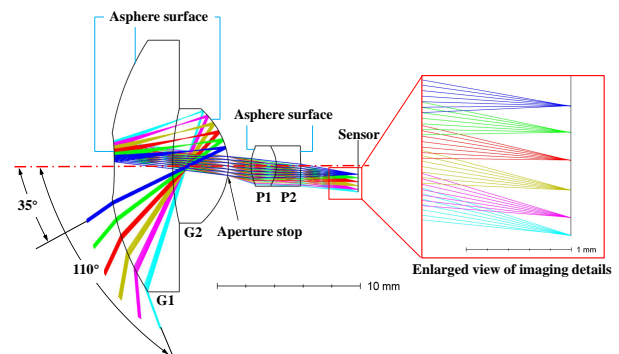 Asphere surface
Asphere surface
Sensor
P1 P2
35°
G2
Aperture stop
110°
G1
10 mm
1 mm
Enlarged view of imaging details